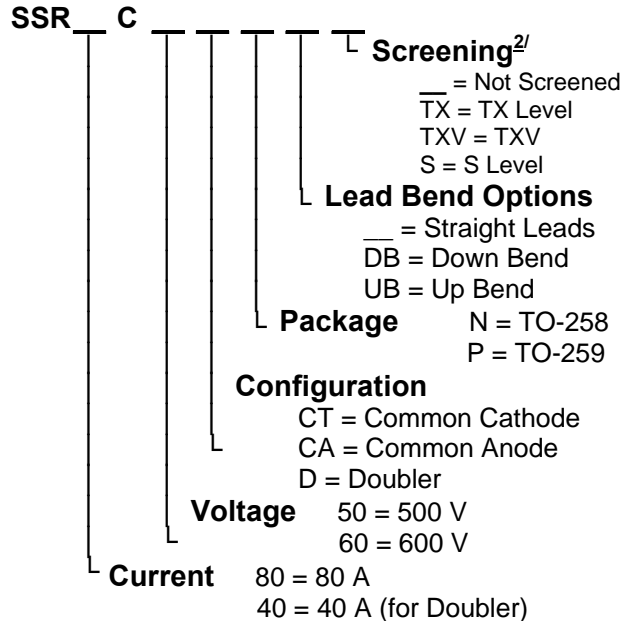 SSR__ C __ __ __ __ __
Screening2/
__ = Not Screened
TX = TX Level
TXV = TXV
S = S Level
Lead Bend Options
__ = Straight Leads
DB = Down Bend
UB = Up Bend
Package N = TO-258
P = TO-259
Configuration
CT = Common Cathode
CA = Common Anode
D = Doubler
Voltage 50 = 500 V
60 = 600 V
Current 80 = 80 A
40 = 40 A (for Doubler)